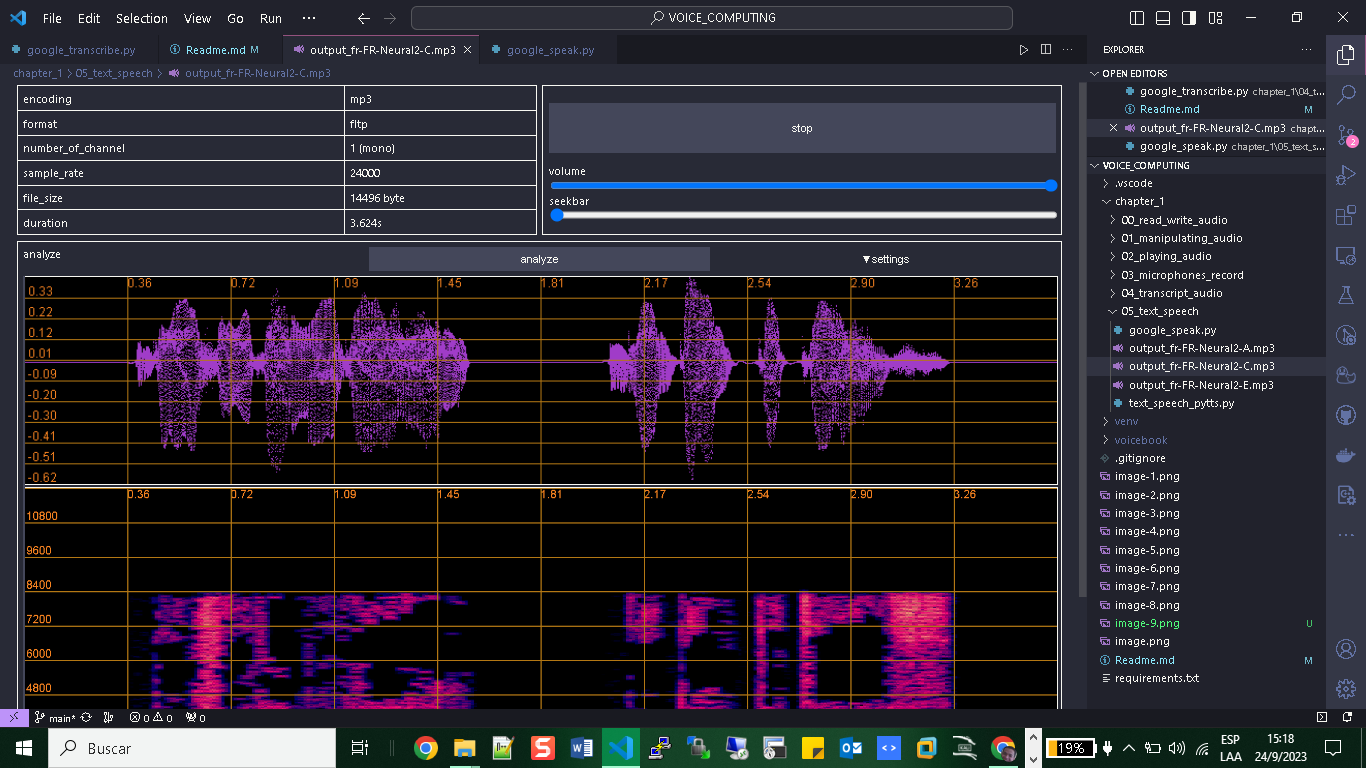 File Edit Selection View Go Run ··· VOICE_COMPUTING
google_transcribe.py Readme.md M output_fr-FR-Neural2-C.mp3 google_speak.py
chapter_1 > 05_text_speech > output_fr-FR-Neural2-C.mp3
encoding mp3
format fltp
number_of_channel 1 (mono)
sample_rate 24000
file_size 14496 byte
duration 3.624s
stop
volume
seekbar
analyze analyze ▼settings
0.36 0.72 1.09 1.45 1.81 2.17 2.54 2.90 3.26
0.33
0.22
0.12
0.01
-0.09
-0.20
-0.30
-0.41
-0.51
-0.62
0.36 0.72 1.09 1.45 1.81 2.17 2.54 2.90 3.26
10800
9600
8400
7200
6000
4800
EXPLORER
OPEN EDITORS
google_transcribe.py chapter_1\04_t...
Readme.md M
output_fr-FR-Neural2-C.mp3 chapt...
google_speak.py chapter_1\05_text_s...
VOICE_COMPUTING
.vscode
chapter_1
00_read_write_audio
01_manipulating_audio
02_playing_audio
03_microphones_record
04_transcript_audio
05_text_speech
google_speak.py
output_fr-FR-Neural2-A.mp3
output_fr-FR-Neural2-C.mp3
output_fr-FR-Neural2-E.mp3
text_speech_pytts.py
venv
voicebook
.gitignore
image-1.png
image-2.png
image-3.png
image-4.png
image-5.png
image-6.png
image-7.png
image-8.png
image-9.png U
image.png
Readme.md M
requirements.txt
2
main* 0 0 0
Buscar
19%
ESP
LAA
15:18
24/9/2023